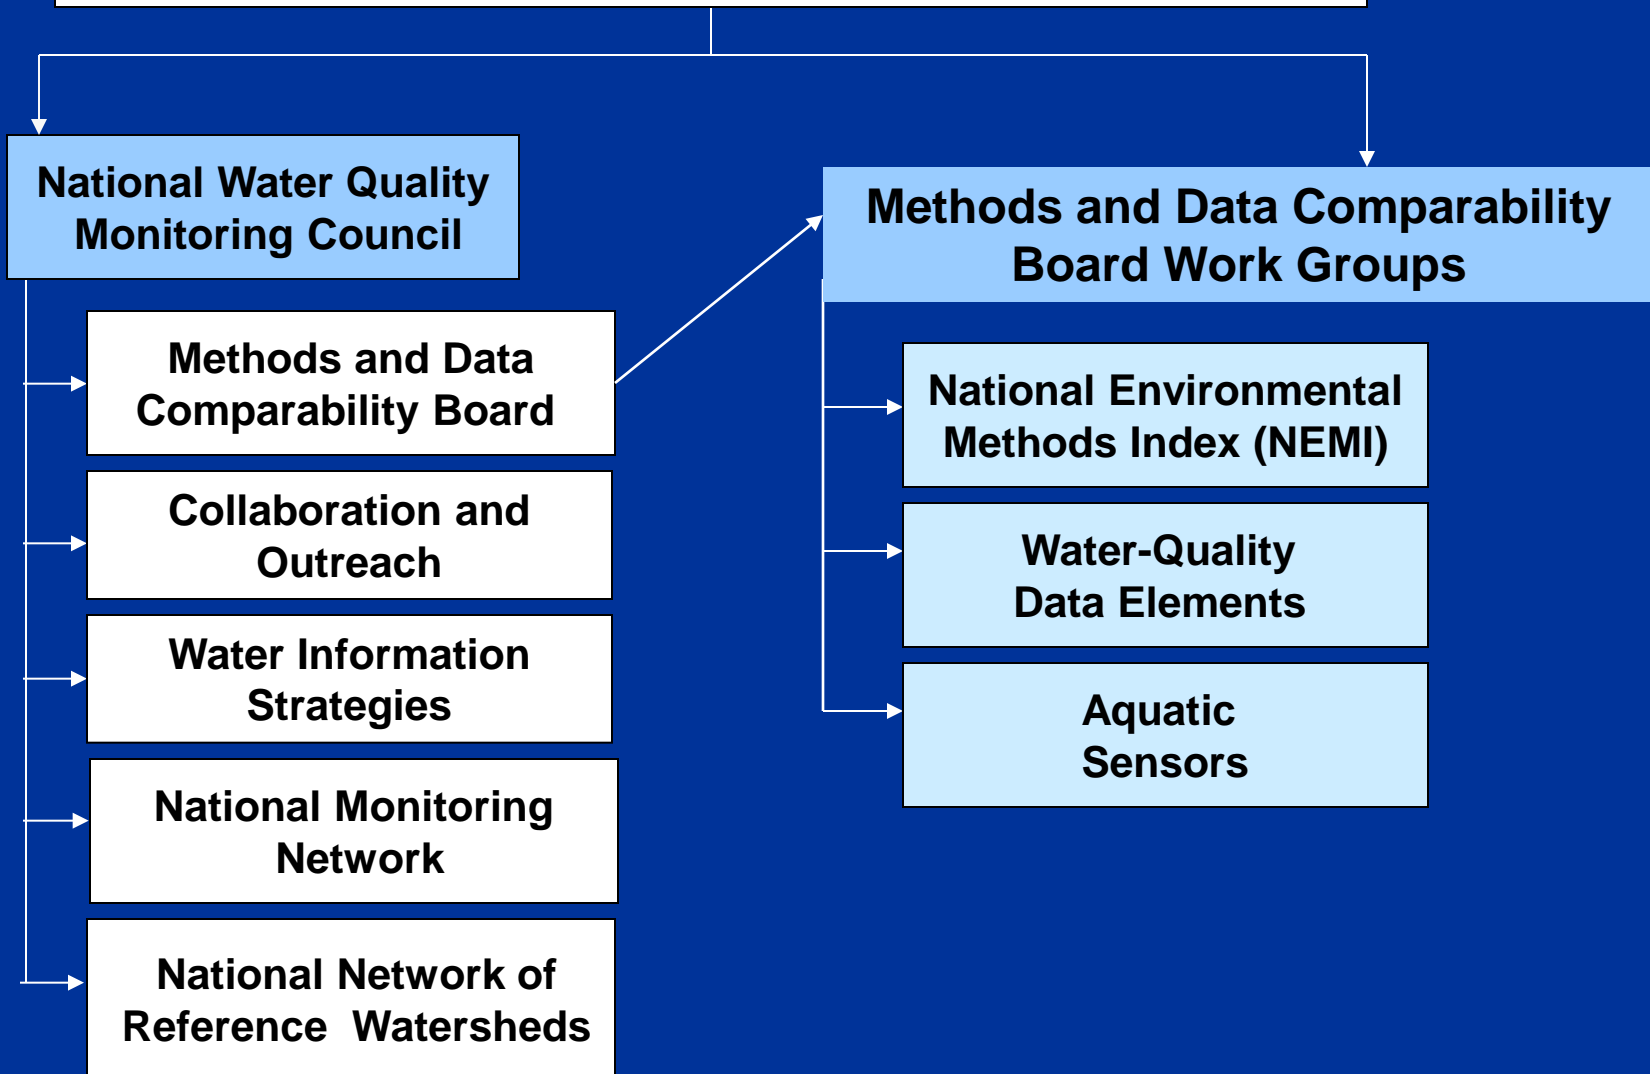 National Water Quality
Monitoring Council
Methods and Data
Comparability Board
Collaboration and
Outreach
Water Information
Strategies
National Monitoring
Network
National Network of
Reference Watersheds
Methods and Data Comparability
Board Work Groups
National Environmental
Methods Index (NEMI)
Water-Quality
Data Elements
Aquatic
Sensors